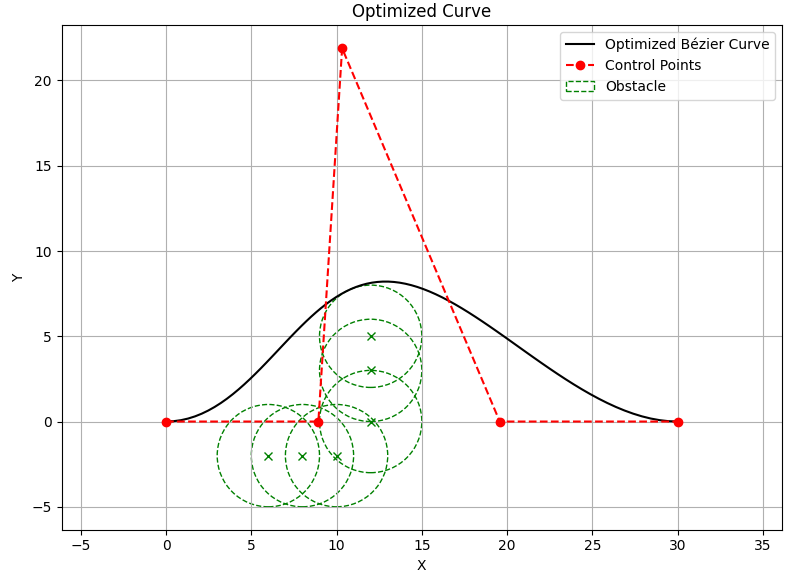 Optimized Curve
Optimized Bézier Curve
Control Points
Obstacle
20
15
10
5
0
−5
Y
−5 0 5 10 15 20 25 30 35
X